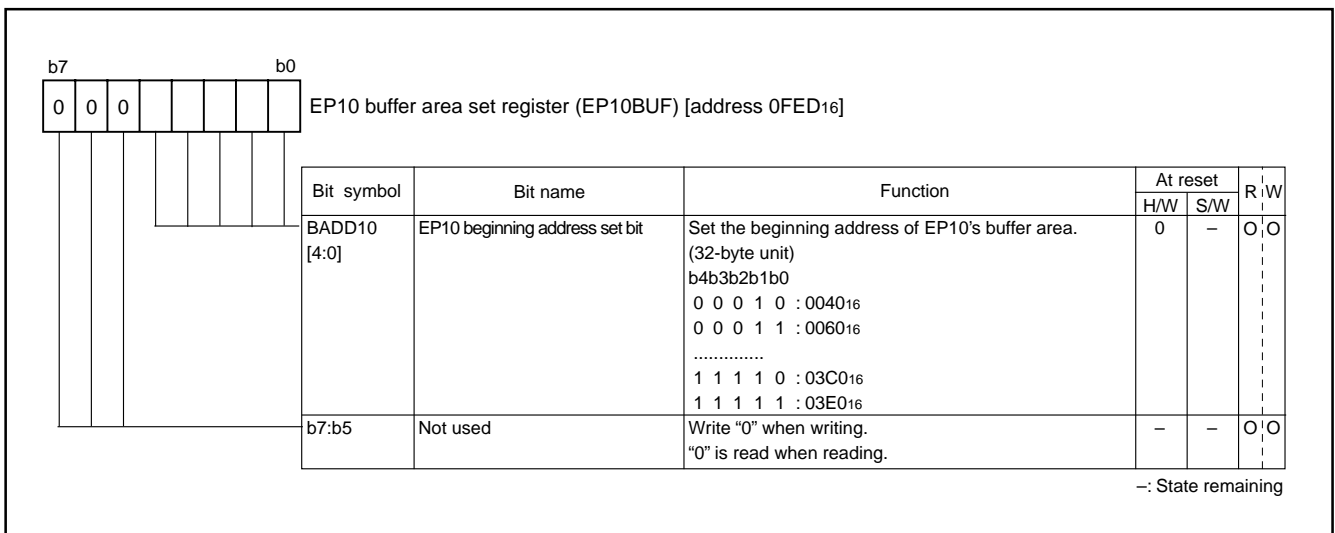 b7 b0
0 0 0 EP10 buffer area set register (EP10BUF) [address 0FED16]
Bit symbol Bit name Function At reset R W
H/W S/W
BADD10 EP10 beginning address set bit Set the beginning address of EP10’s buffer area. 0 – O O
[4:0] (32-byte unit)
b4b3b2b1b0
0 0 0 1 0 : 004016
0 0 0 1 1 : 006016
..............
1 1 1 1 0 : 03C016
1 1 1 1 1 : 03E016
b7:b5 Not used Write “0” when writing. – – O O
“0” is read when reading.
–: State remaining